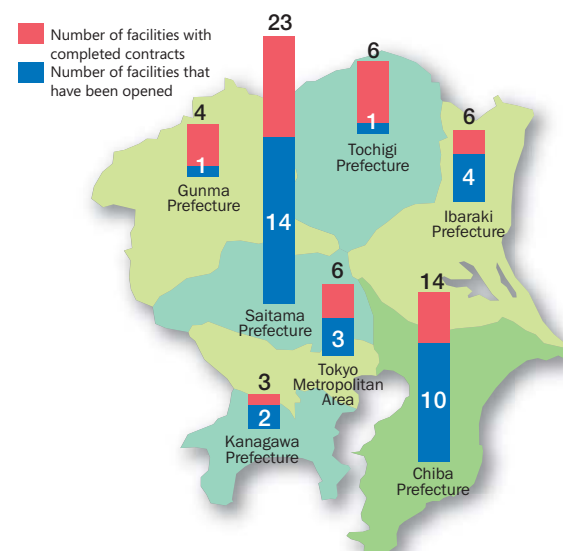 Number of facilities with
completed contracts
Number of facilities that
have been opened
23
14
Saitama
Prefecture
6
1
Tochigi
Prefecture
4
1
Gunma
Prefecture
6
4
Ibaraki
Prefecture
6
3
Tokyo
Metropolitan
Area
14
10
Chiba
Prefecture
3
2
Kanagawa
Prefecture